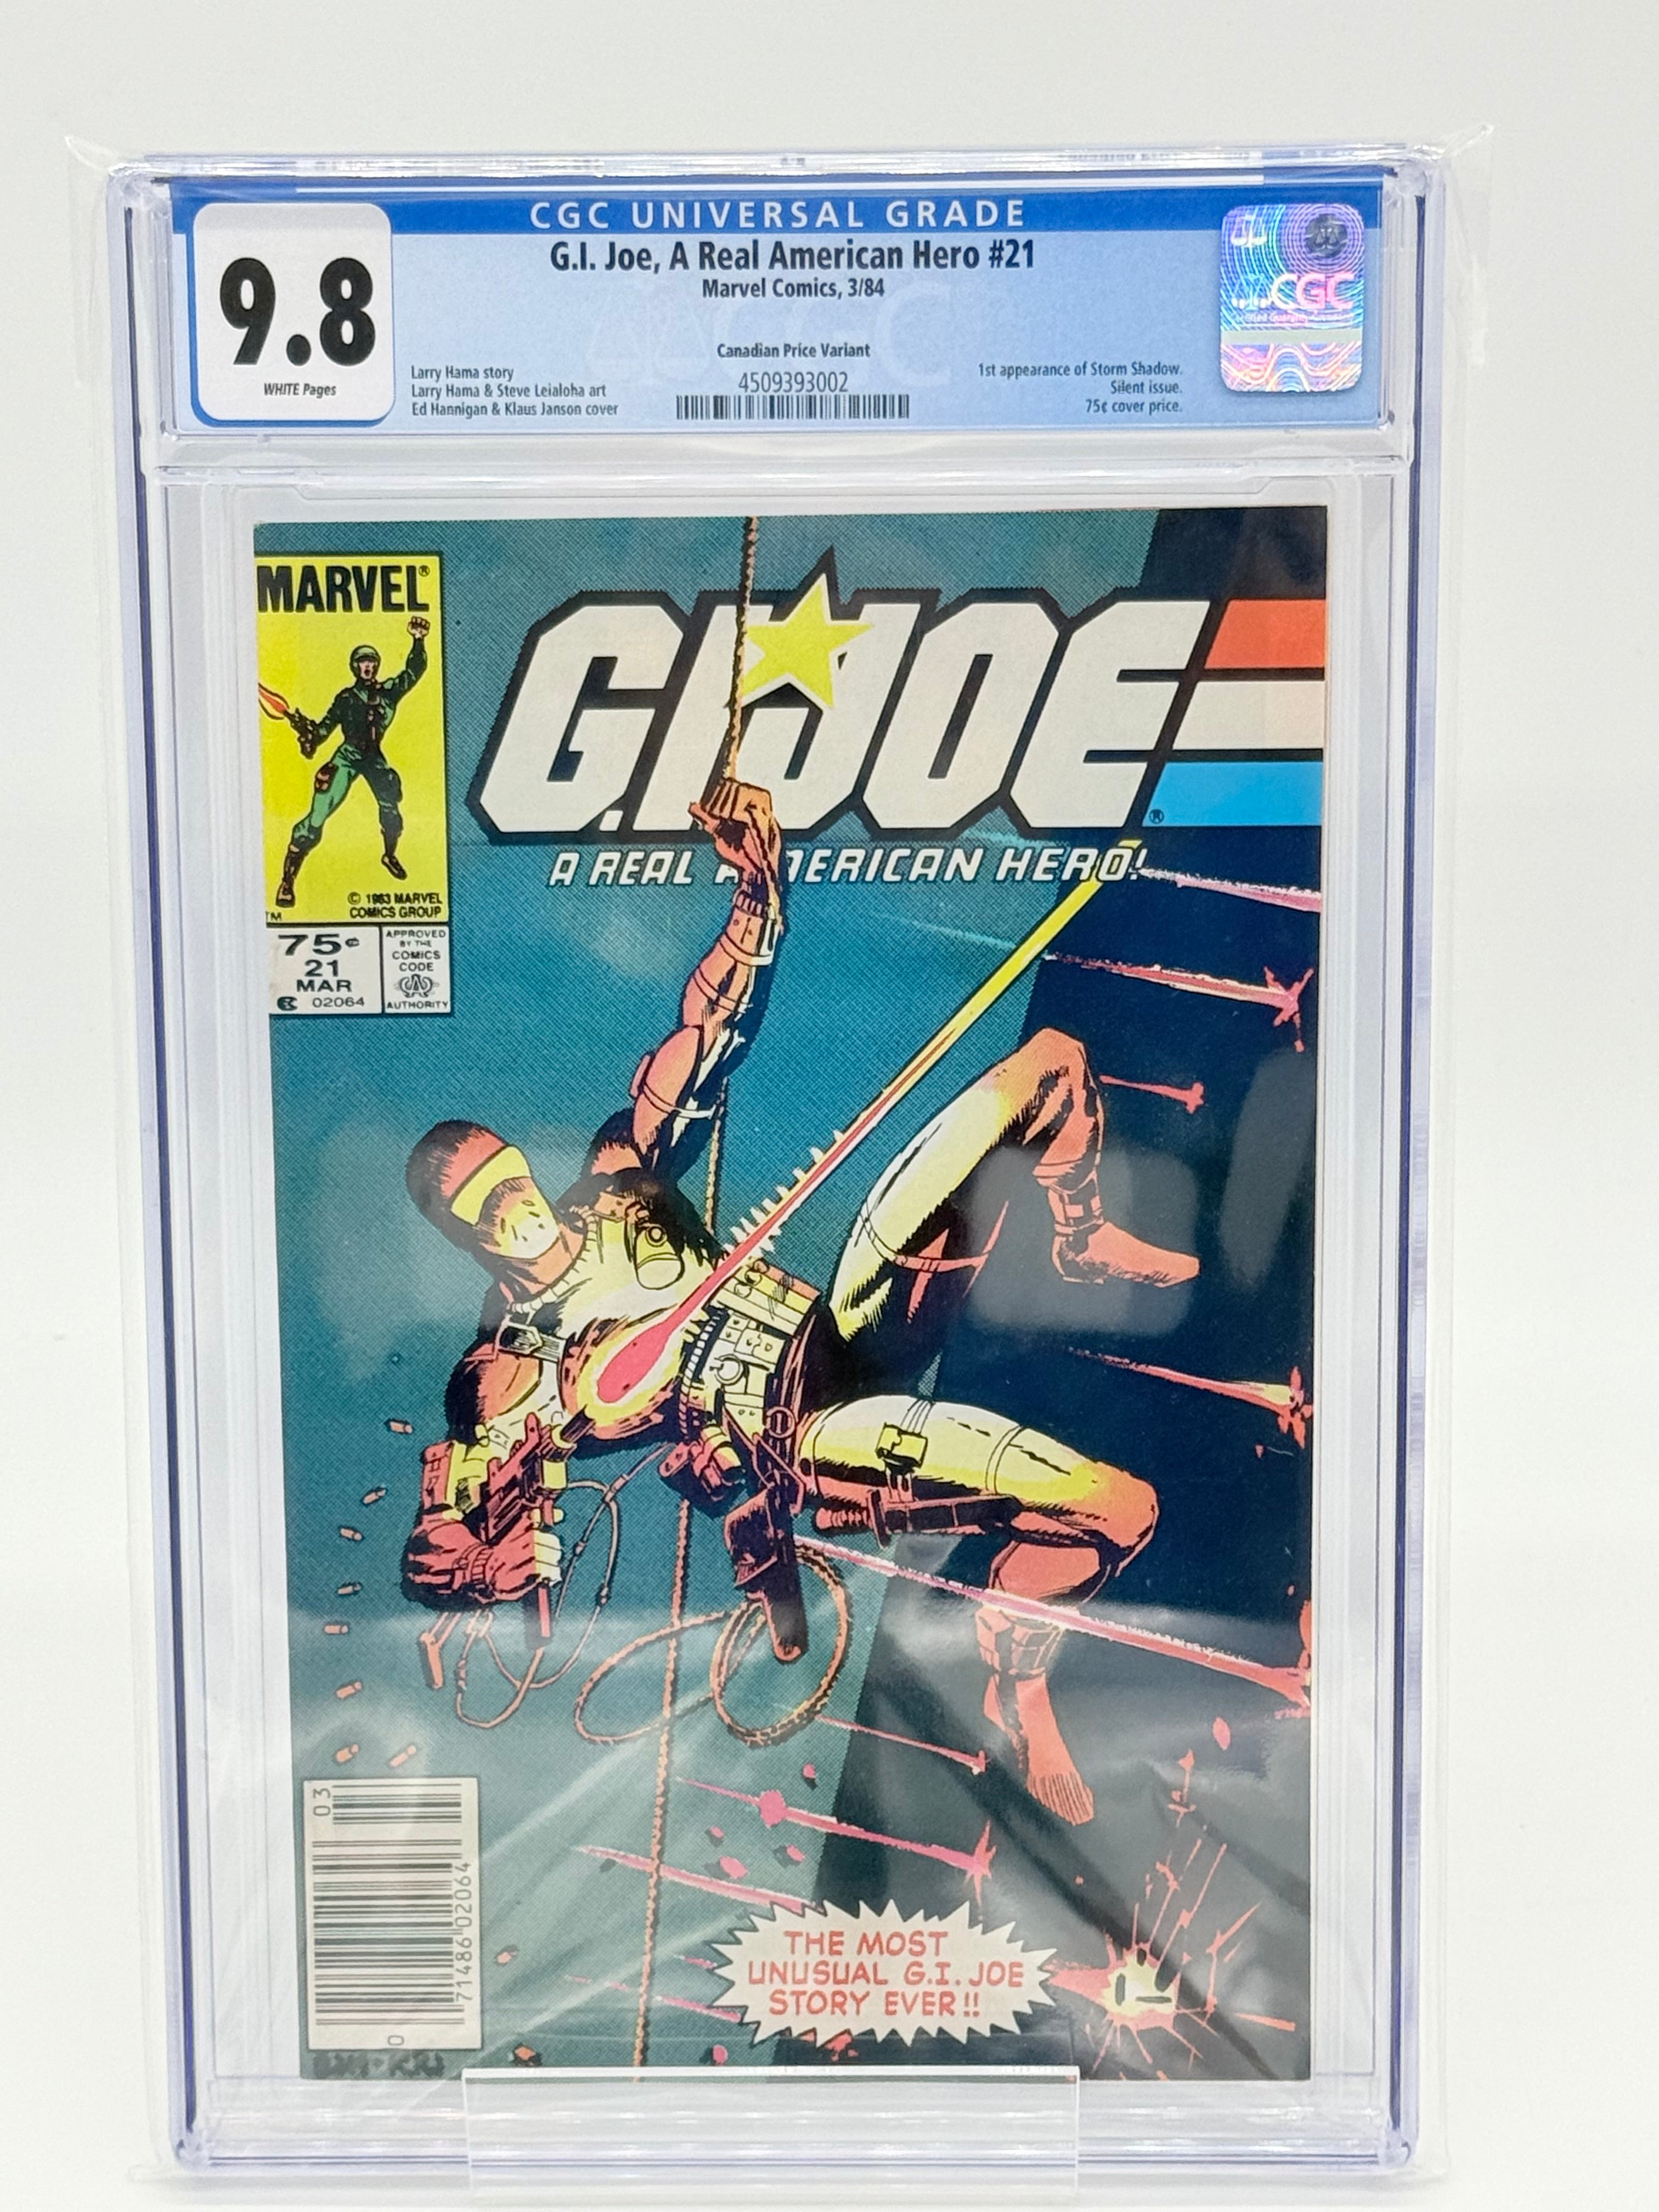 CGC UNIVERSAL GRADE
9.8
WHITE Pages
G.I. Joe, A Real American Hero #21
Marvel Comics, 3/84
Canadian Price Variant
4509393002
Larry Hama story
Larry Hama & Steve Leialoha art
Ed Hannigan & Klaus Janson cover
1st appearance of Storm Shadow.
Silent issue.
75¢ cover price.
CGC
MARVEL®
© 1983 MARVEL
COMICS GROUP
TM
75¢
21
MAR
02064
APPROVED
BY THE
COMICS
CODE
AUTHORITY
G.I. JOE ®
A REAL AMERICAN HERO!
03
71486 02064
0
THE MOST
UNUSUAL G.I. JOE
STORY EVER!!